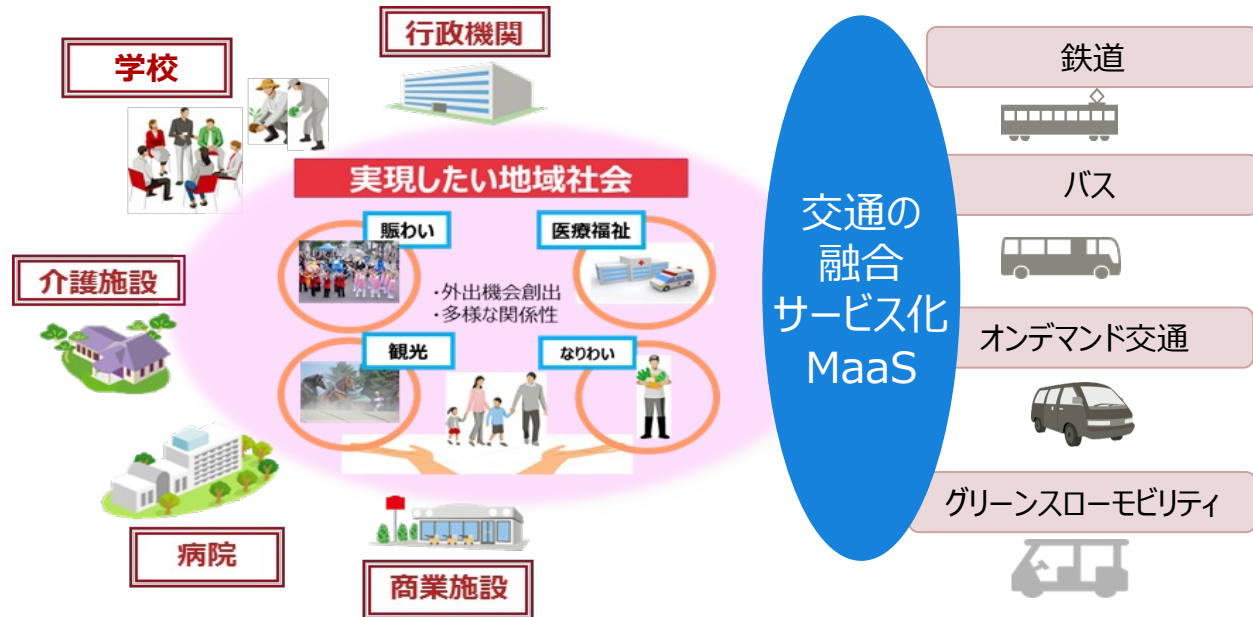 行政機関
学校
実現したい地域社会
賑わい
医療福祉
・外出機会創出
・多様な関係性
介護施設
観光
なりわい
病院
商業施設
交通の
融合
サービス化
MaaS
鉄道
バス
オンデマンド交通
グリーンスローモビリティ